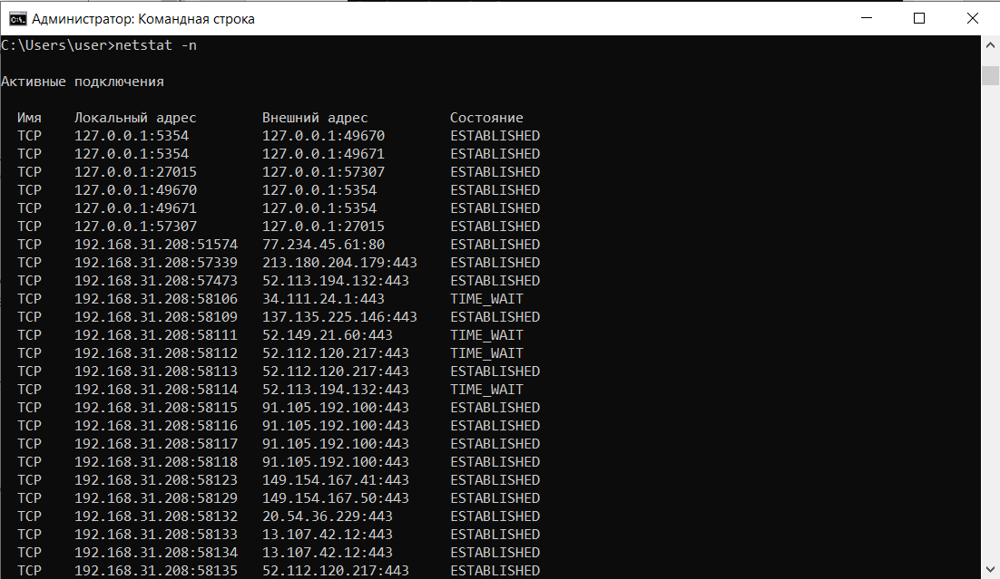 Администратор: Командная строка
C:\Users\user>netstat -n
Активные подключения
Имя Локальный адрес Внешний адрес Состояние
TCP 127.0.0.1:5354 127.0.0.1:49670 ESTABLISHED
TCP 127.0.0.1:5354 127.0.0.1:49671 ESTABLISHED
TCP 127.0.0.1:27015 127.0.0.1:57307 ESTABLISHED
TCP 127.0.0.1:49670 127.0.0.1:5354 ESTABLISHED
TCP 127.0.0.1:49671 127.0.0.1:5354 ESTABLISHED
TCP 127.0.0.1:57307 127.0.0.1:27015 ESTABLISHED
TCP 192.168.31.208:51574 77.234.45.61:80 ESTABLISHED
TCP 192.168.31.208:57339 213.180.204.179:443 ESTABLISHED
TCP 192.168.31.208:57473 52.113.194.132:443 ESTABLISHED
TCP 192.168.31.208:58106 34.111.24.1:443 TIME_WAIT
TCP 192.168.31.208:58109 137.135.225.146:443 ESTABLISHED
TCP 192.168.31.208:58111 52.149.21.60:443 TIME_WAIT
TCP 192.168.31.208:58112 52.112.120.217:443 TIME_WAIT
TCP 192.168.31.208:58113 52.112.120.217:443 ESTABLISHED
TCP 192.168.31.208:58114 52.113.194.132:443 TIME_WAIT
TCP 192.168.31.208:58115 91.105.192.100:443 ESTABLISHED
TCP 192.168.31.208:58116 91.105.192.100:443 ESTABLISHED
TCP 192.168.31.208:58117 91.105.192.100:443 ESTABLISHED
TCP 192.168.31.208:58118 91.105.192.100:443 ESTABLISHED
TCP 192.168.31.208:58123 149.154.167.41:443 ESTABLISHED
TCP 192.168.31.208:58129 149.154.167.50:443 ESTABLISHED
TCP 192.168.31.208:58132 20.54.36.229:443 ESTABLISHED
TCP 192.168.31.208:58133 13.107.42.12:443 ESTABLISHED
TCP 192.168.31.208:58134 13.107.42.12:443 ESTABLISHED
TCP 192.168.31.208:58135 52.112.120.217:443 ESTABLISHED